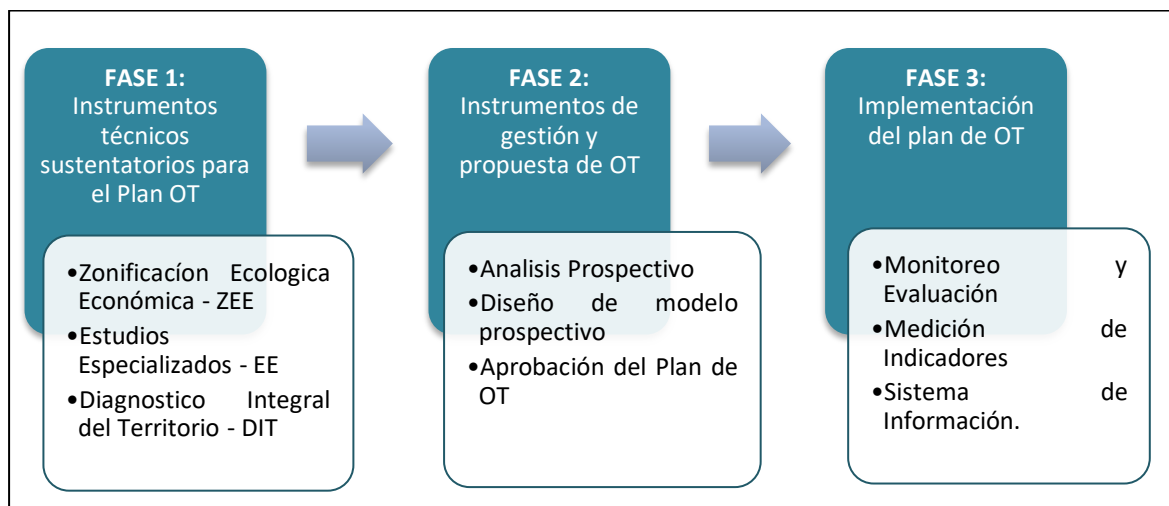 FASE 1:
Instrumentos
técnicos
sustentatorios para
el Plan OT
•Zonificacíon Ecologica
Económica - ZEE
•Estudios
Especializados - EE
•Diagnostico Integral
del Territorio - DIT
FASE 2:
Instrumentos de
gestión y
propuesta de OT
•Analisis Prospectivo
•Diseño de modelo
prospectivo
•Aprobación del Plan de
OT
FASE 3:
Implementación
del plan de OT
•Monitoreo y
Evaluación
•Medición de
Indicadores
•Sistema de
Información.